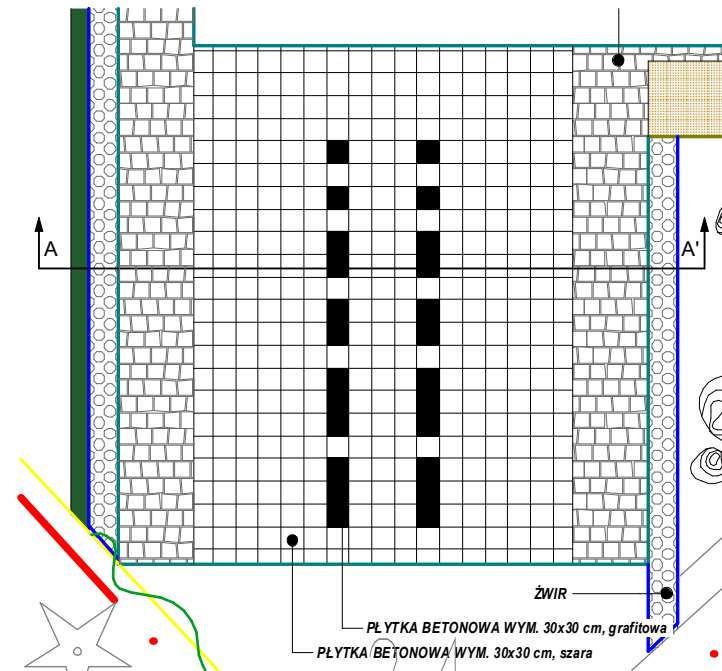 A
A'
ŻWIR
PŁYTKA BETONOWA WYM. 30x30 cm, grafitowa
PŁYTKA BETONOWA WYM. 30x30 cm, szara